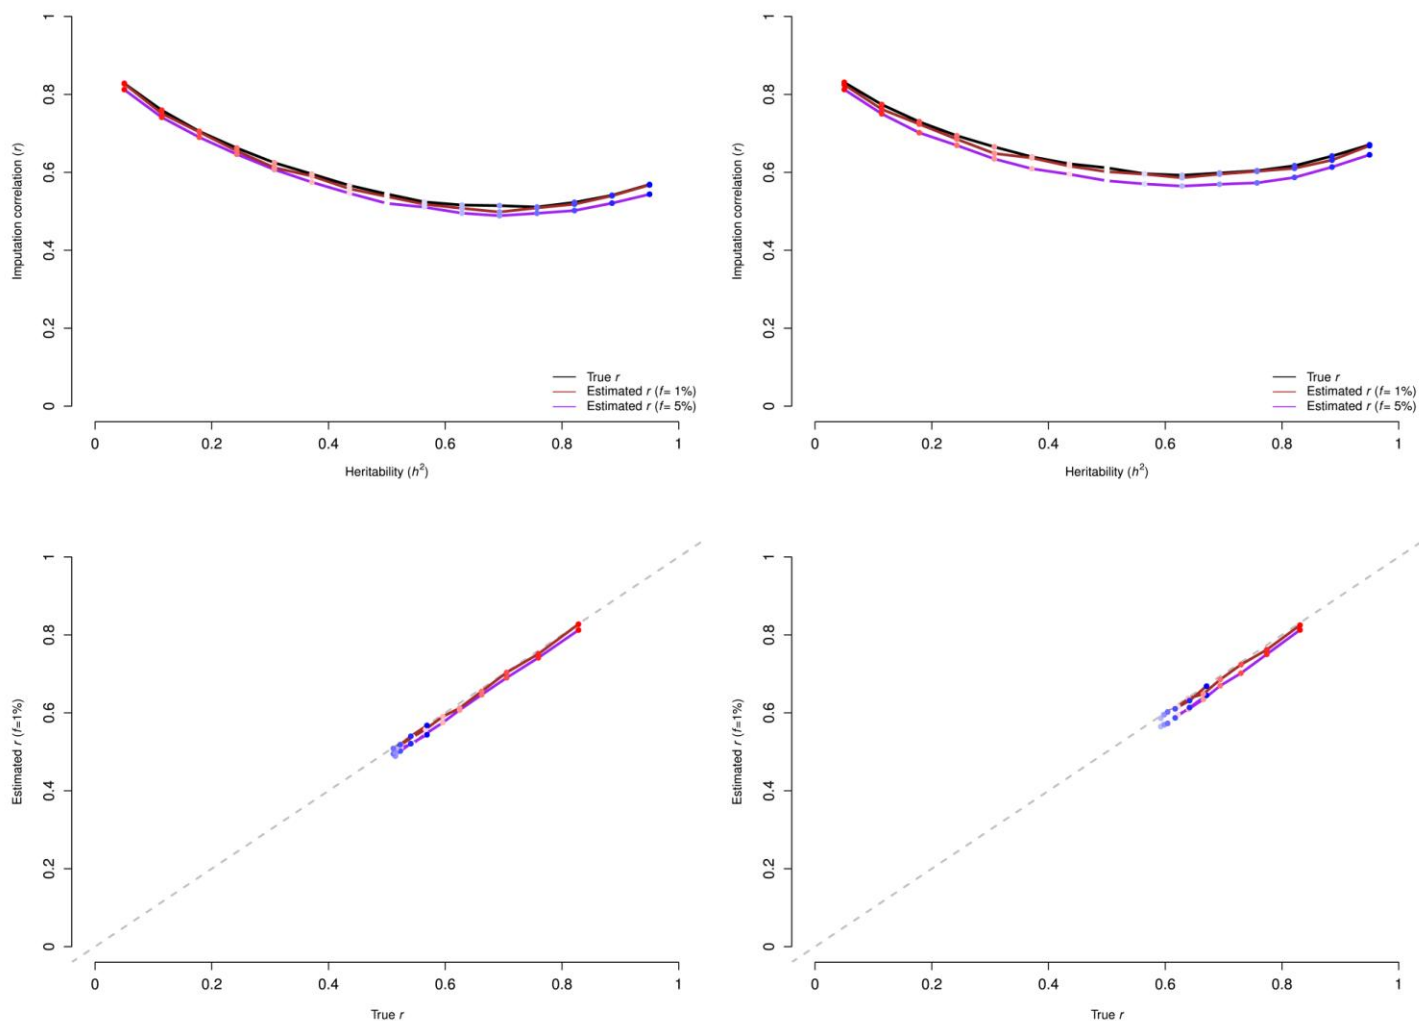 Imputation correlation (r)
1
0.8
0.6
0.4
0.2
0
True r
Estimated r (f= 1%)
Estimated r (f= 5%)
0 0.2 0.4 0.6 0.8 1
Heritability (h²)
Imputation correlation (r)
1
0.8
0.6
0.4
0.2
0
True r
Estimated r (f= 1%)
Estimated r (f= 5%)
0 0.2 0.4 0.6 0.8 1
Heritability (h²)
Estimated r (f=1%)
1
0.8
0.6
0.4
0.2
0
0 0.2 0.4 0.6 0.8 1
True r
Estimated r (f=1%)
1
0.8
0.6
0.4
0.2
0
0 0.2 0.4 0.6 0.8 1
True r